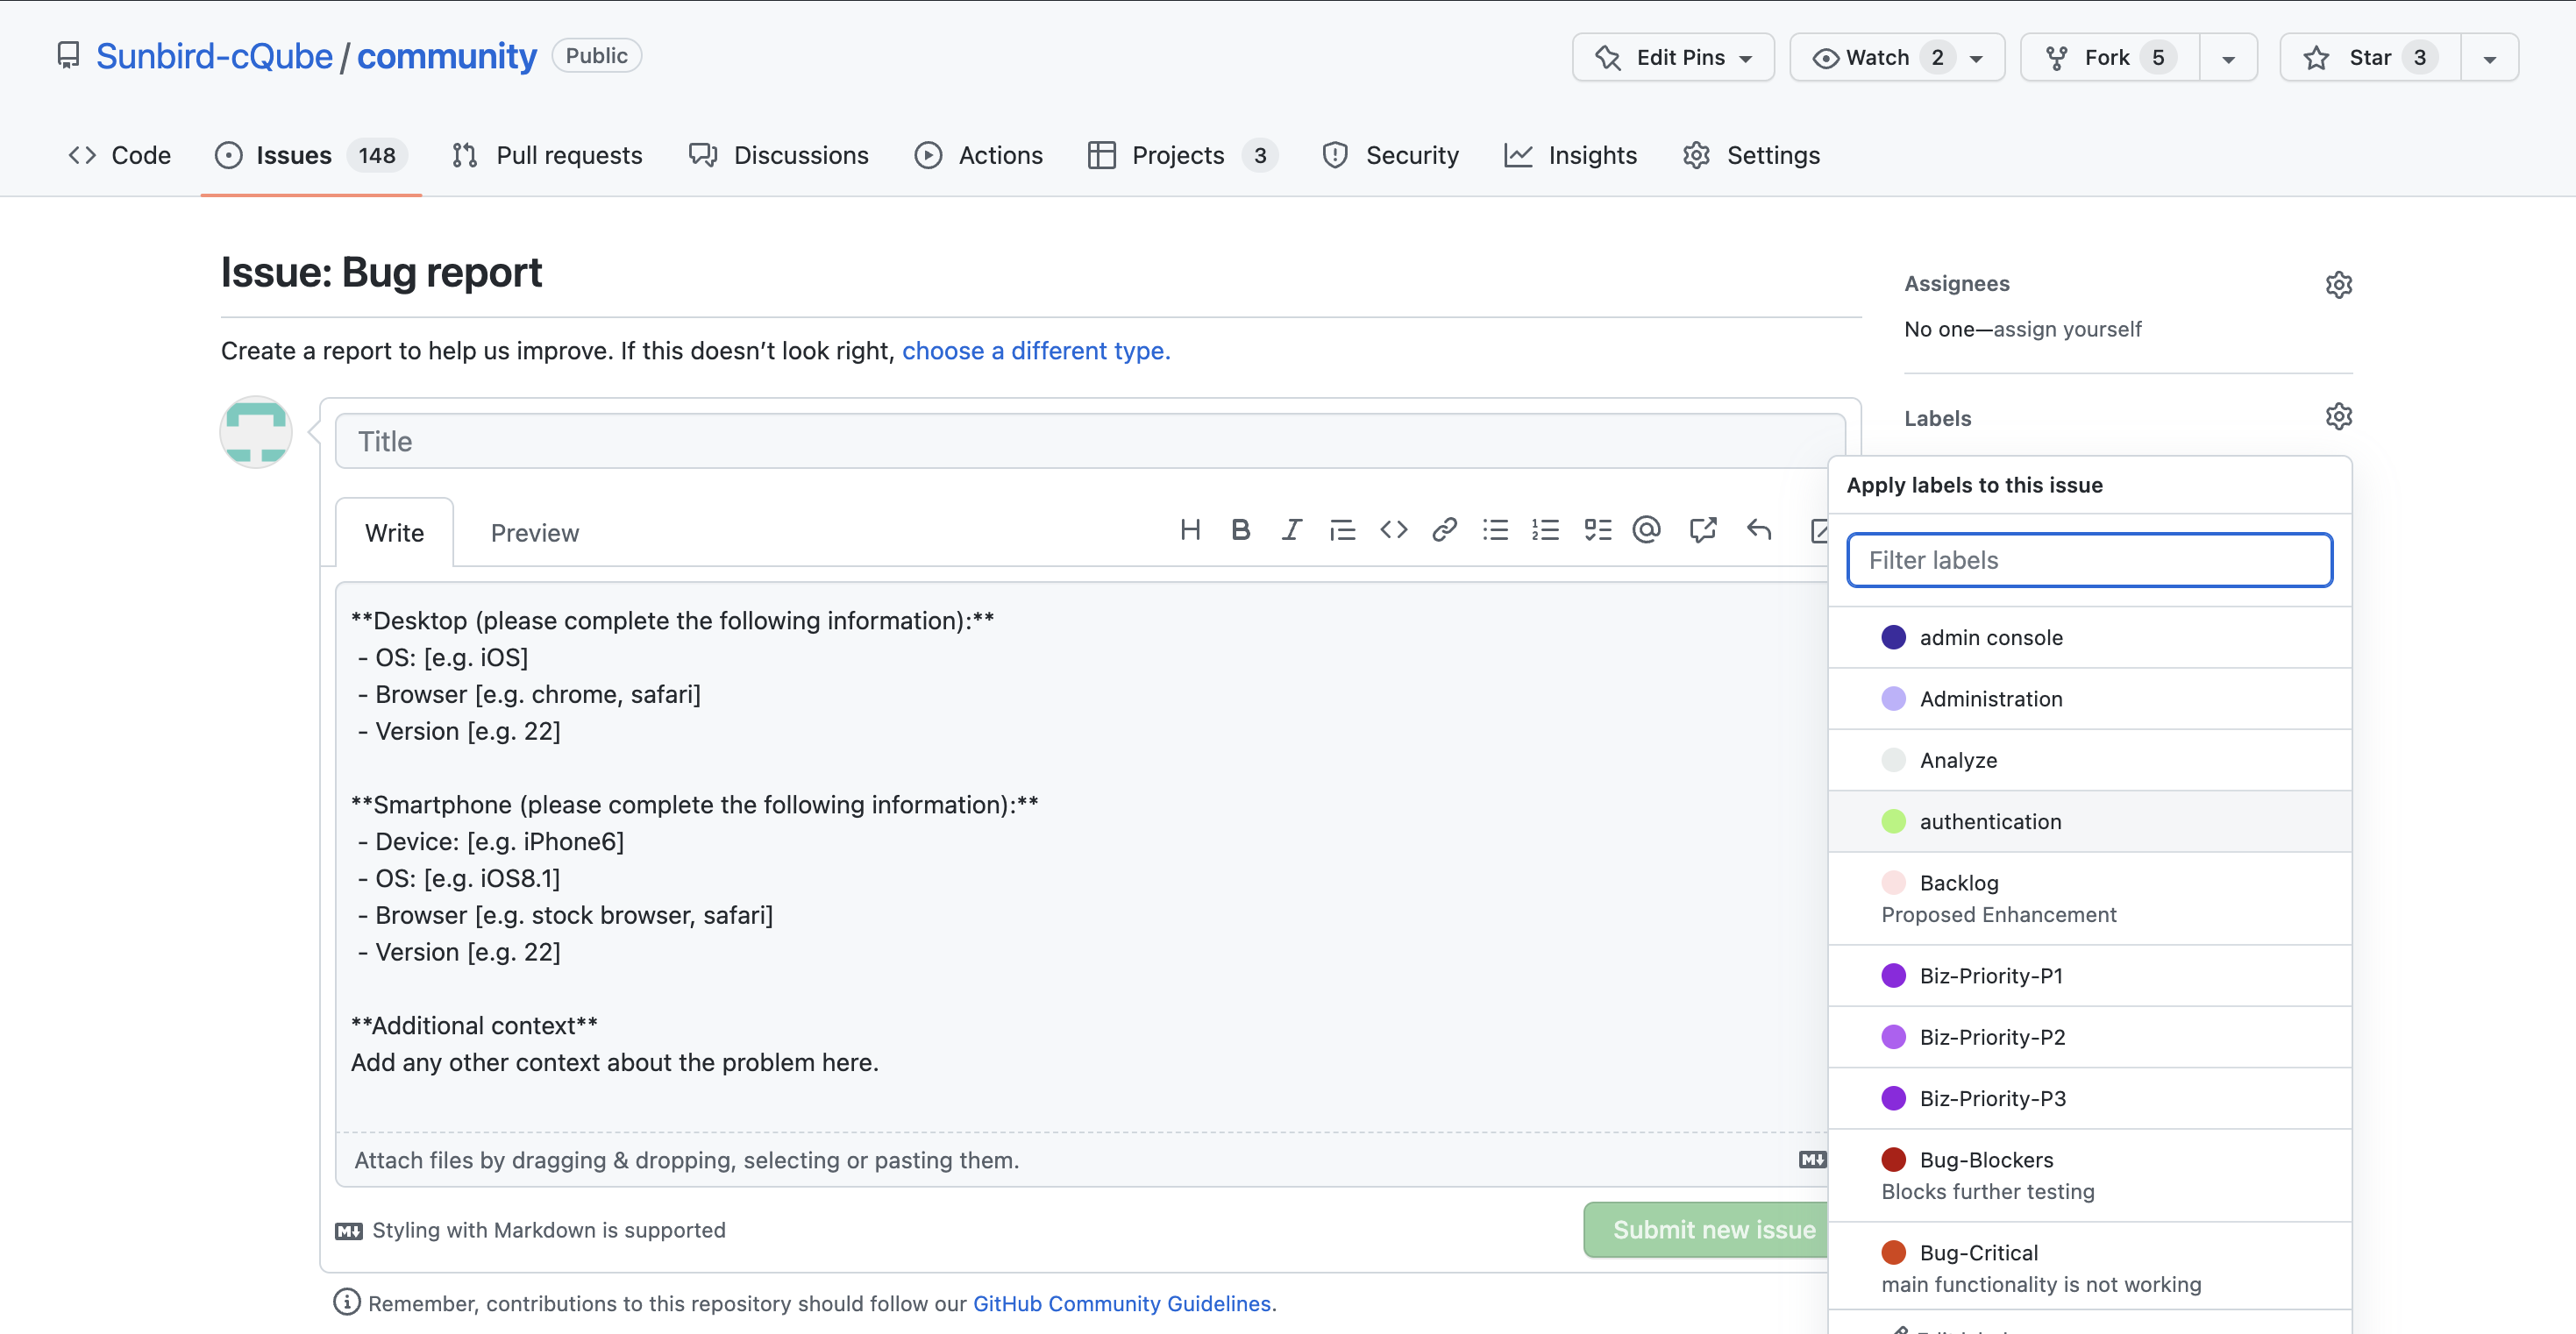 Sunbird-cQube / community Public
Edit Pins Watch 2 Fork 5 Star 3
Code Issues 148 Pull requests Discussions Actions Projects 3 Security Insights Settings
Issue: Bug report
Create a report to help us improve. If this doesn’t look right, choose a different type.
Title
Write Preview
**Desktop (please complete the following information):**
- OS: [e.g. iOS]
- Browser [e.g. chrome, safari]
- Version [e.g. 22]
**Smartphone (please complete the following information):**
- Device: [e.g. iPhone6]
- OS: [e.g. iOS8.1]
- Browser [e.g. stock browser, safari]
- Version [e.g. 22]
**Additional context**
Add any other context about the problem here.
Attach files by dragging & dropping, selecting or pasting them.
Styling with Markdown is supported
Submit new issue
Remember, contributions to this repository should follow our GitHub Community Guidelines.
Assignees
No one—assign yourself
Labels
Apply labels to this issue
Filter labels
admin console
Administration
Analyze
authentication
Backlog
Proposed Enhancement
Biz-Priority-P1
Biz-Priority-P2
Biz-Priority-P3
Bug-Blockers
Blocks further testing
Bug-Critical
main functionality is not working